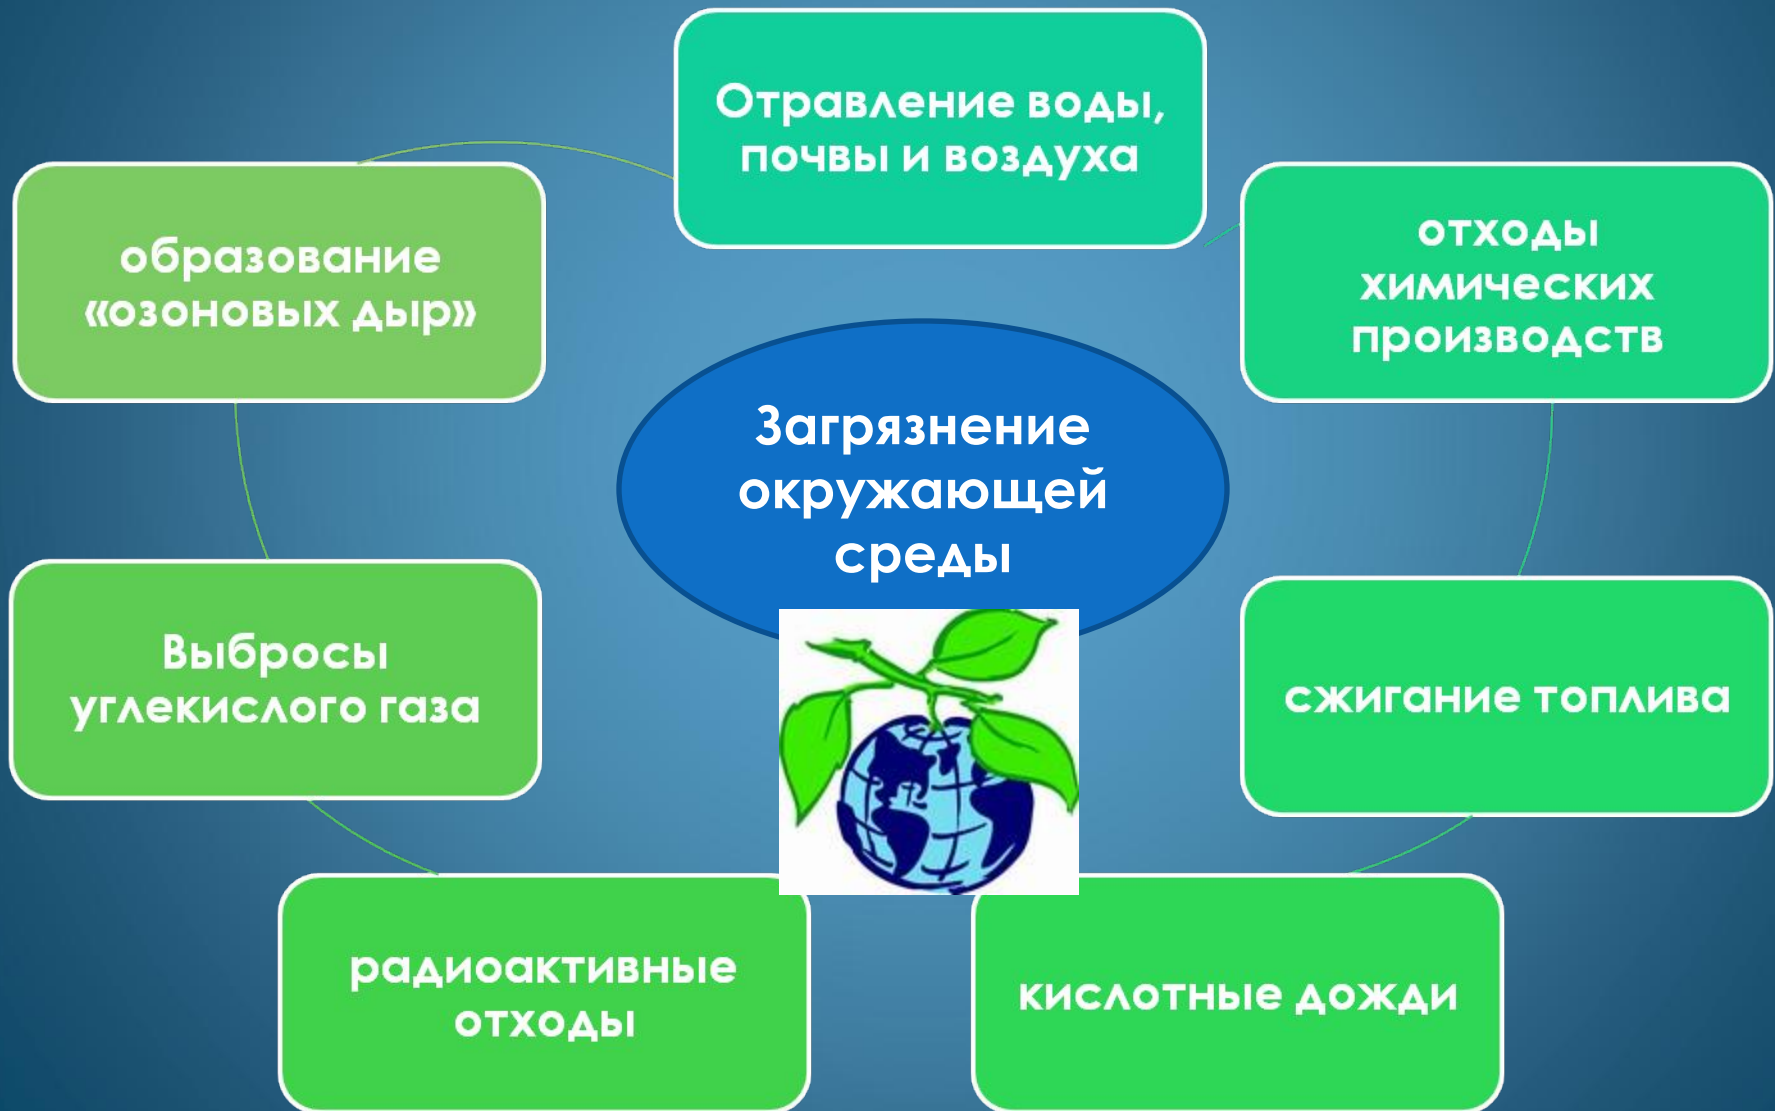 Отравление воды,
почвы и воздуха
отходы
химических
производств
сжигание топлива
кислотные дожди
радиоактивные
отходы
Выбросы
углекислого газа
образование
«озоновых дыр»
Загрязнение
окружающей
среды